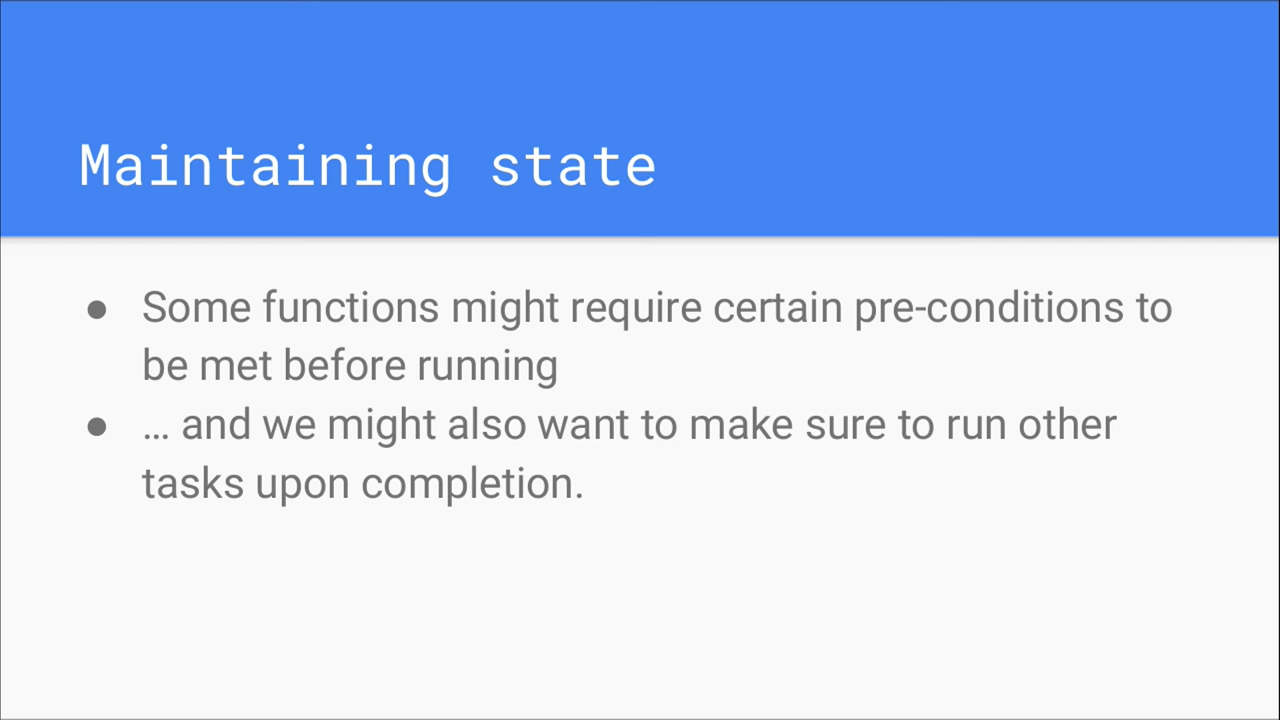 Maintaining state
● Some functions might require certain pre-conditions to
be met before running
● … and we might also want to make sure to run other
tasks upon completion.